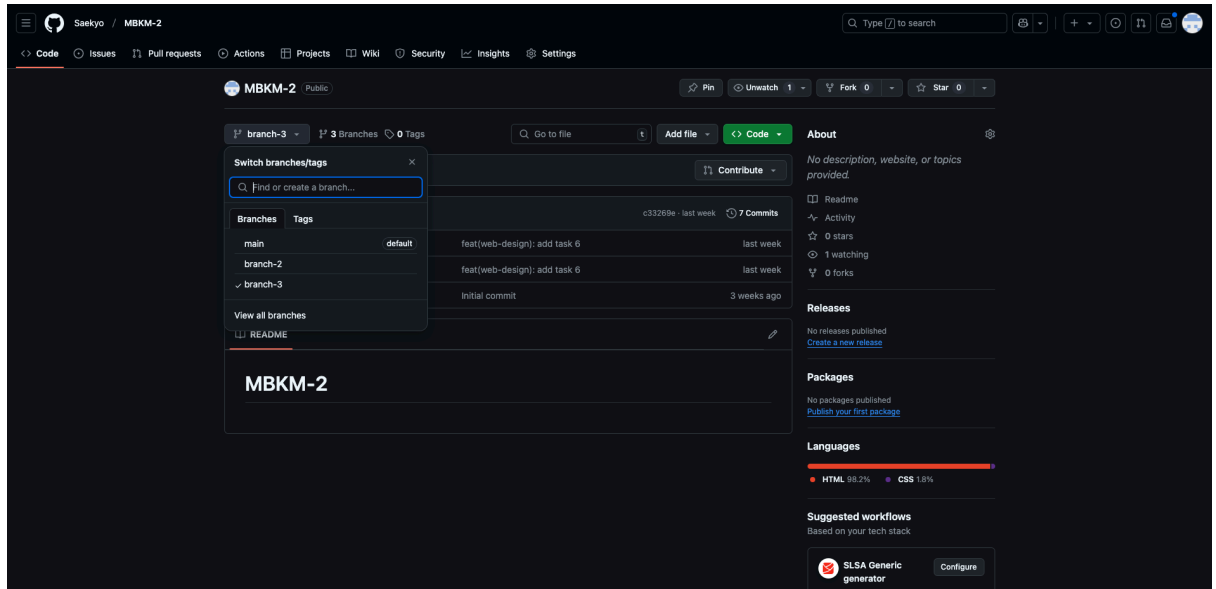 Saekyo / MBKM-2
Type / to search
Code Issues Pull requests Actions Projects Wiki Security Insights Settings
MBKM-2 Public
Pin Unwatch 1 Fork 0 Star 0
branch-3 3 Branches 0 Tags Go to file t Add file Code
Switch branches/tags
Find or create a branch...
Contribute
Branches Tags
c33269e · last week 7 Commits
main default
feat(web-design): add task 6 last week
branch-2
feat(web-design): add task 6 last week
branch-3
Initial commit 3 weeks ago
View all branches
README
MBKM-2
About
No description, website, or topics
provided.
Readme
Activity
0 stars
1 watching
0 forks
Releases
No releases published
Create a new release
Packages
No packages published
Publish your first package
Languages
HTML 98.2% CSS 1.8%
Suggested workflows
Based on your tech stack
SLSA Generic
generator
Configure